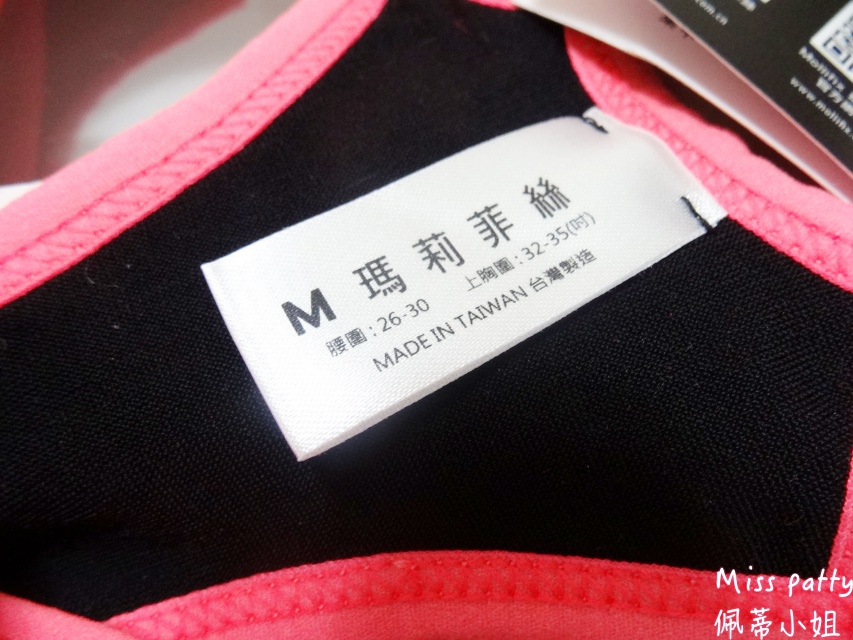 M 瑪莉菲絲
腰圍:26-30 上胸圍:32-35(吋)
MADE IN TAIWAN 台灣製造
Miss patty
佩蒂小姐